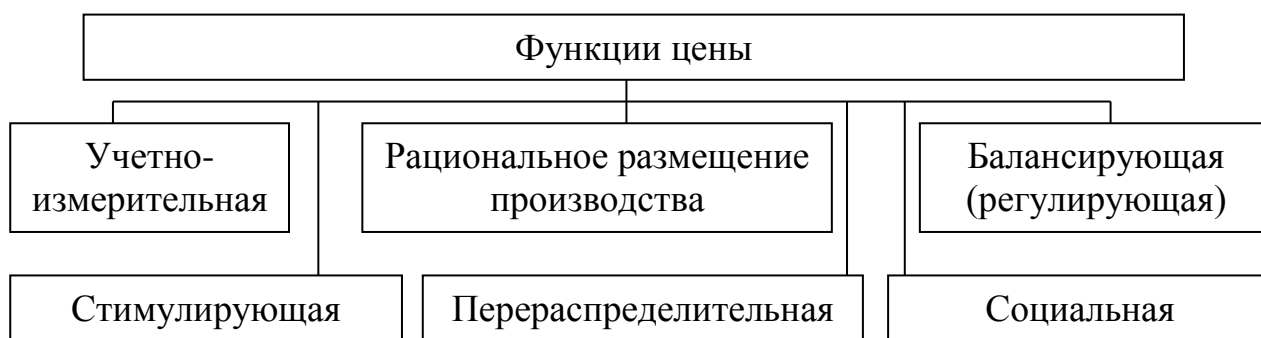 Функции цены
Учетно-
измерительная
Рациональное размещение
производства
Балансирующая
(регулирующая)
Стимулирующая
Перераспределительная
Социальная